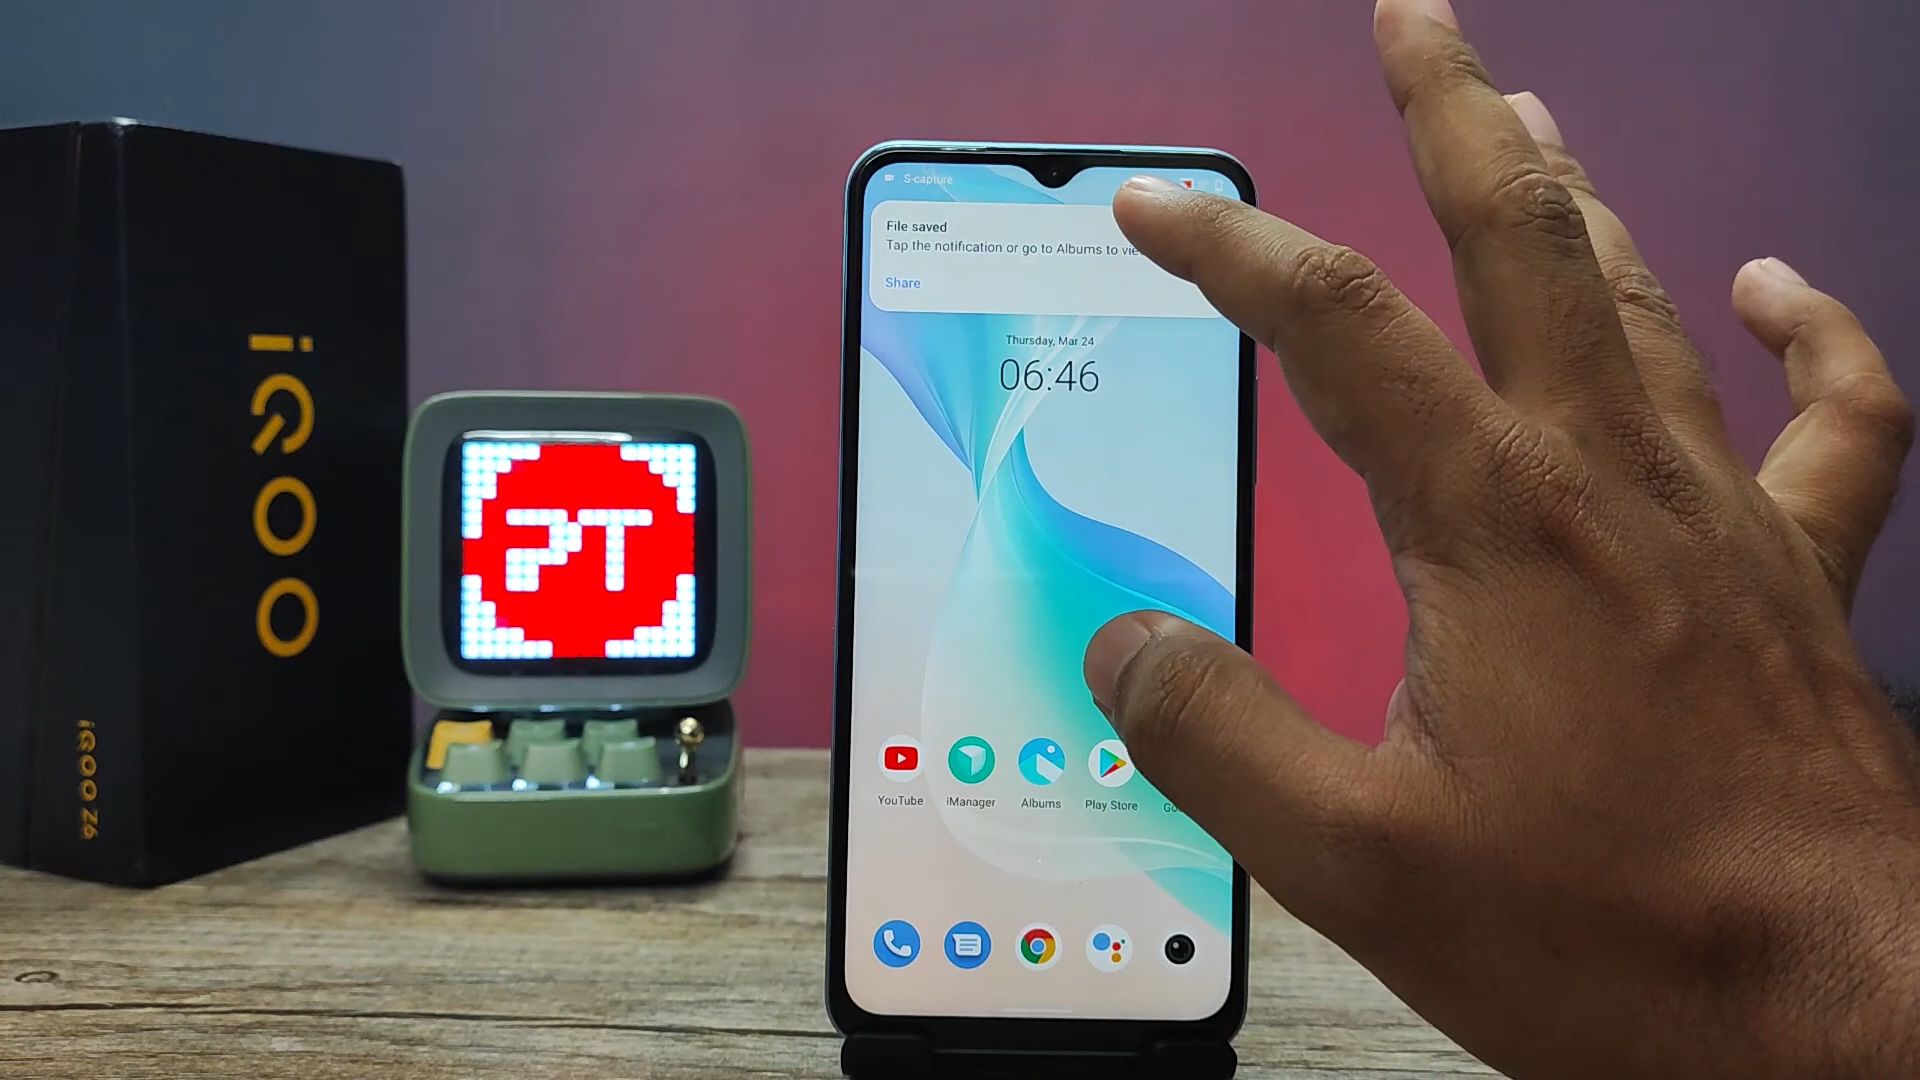 iQOO
iQOO Z6
PT
S-capture
File saved
Tap the notification or go to Albums to
Share
Thursday, Mar 24
06:46
YouTube
iManager
Albums
Play Store